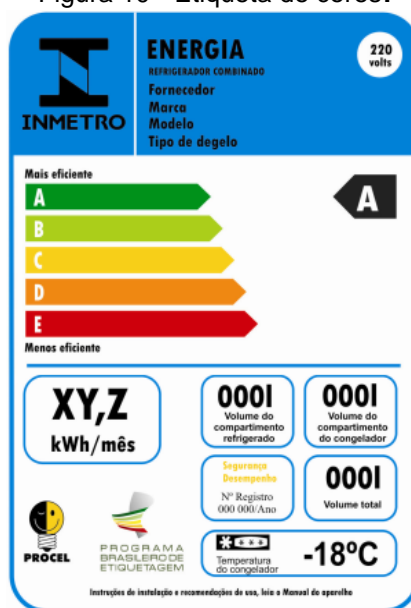 Figura 10 - Etiqueta de cores.
INMETRO
ENERGIA
REFRIGERADOR COMBINADO
Fornecedor
Marca
Modelo
Tipo de degelo
220
volts
Mais eficiente
A
A
B
C
D
E
Menos eficiente
XY,Z
kWh/mês
000l
Volume do
compartimento
refrigerado
000l
Volume do
compartimento
do congelador
Segurança
Desempenho
Nº Registro
000 000/Ano
000l
Volume total
PROCEL
PROGRAMA
BRASILEIRO DE
ETIQUETAGEM
Temperatura
do congelador
-18ºC
Instruções de instalação e recomendações de uso, leia o Manual do aparelho